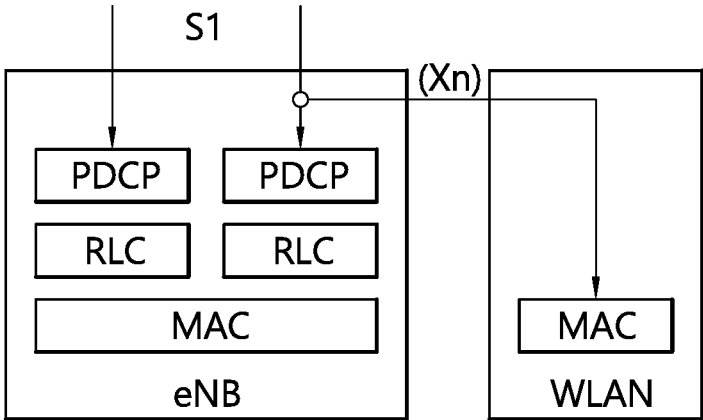 S1
(Xn)
PDCP
PDCP
RLC
RLC
MAC
MAC
eNB
WLAN